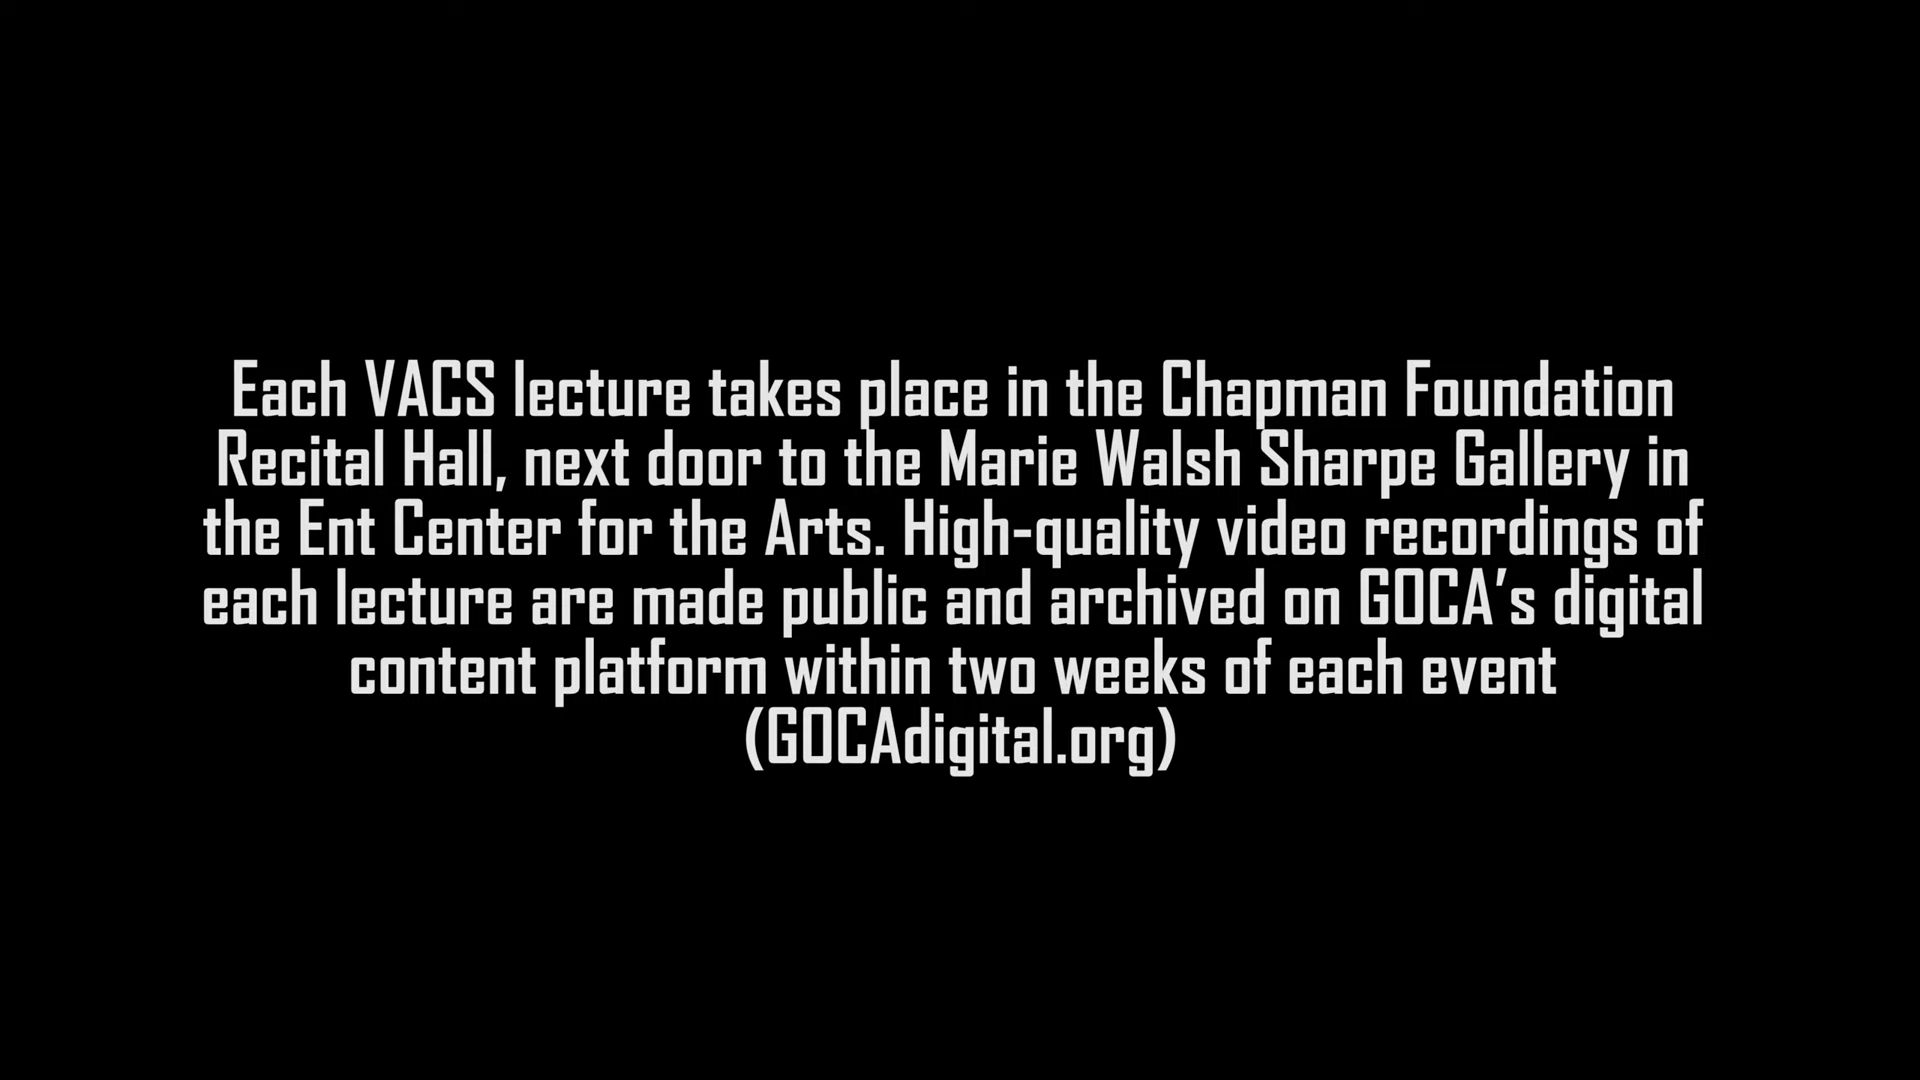 Each VACS lecture takes place in the Chapman Foundation
Recital Hall, next door to the Marie Walsh Sharpe Gallery in
the Ent Center for the Arts. High-quality video recordings of
each lecture are made public and archived on GOCA’s digital
content platform within two weeks of each event
(GOCAdigital.org)